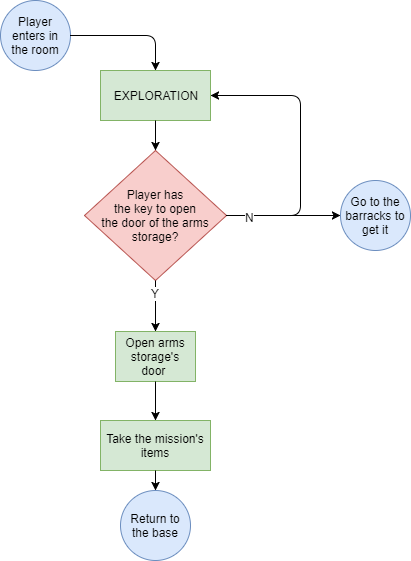 Player
enters in
the room
EXPLORATION
Player has
the key to open
the door of the arms
storage?
N
Go to the
barracks to
get it
Y
Open arms
storage's
door
Take the mission's
items
Return to
the base